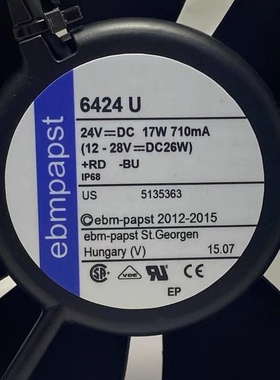 ebmpapst
6424 U
24V⎓DC 17W 710mA
(12 - 28V⎓DC26W)
+RD -BU
IP68
US 5135363
©ebm-papst 2012-2015
ebm-papst St.Georgen
Hungary (V) 15.07
VDE
EP